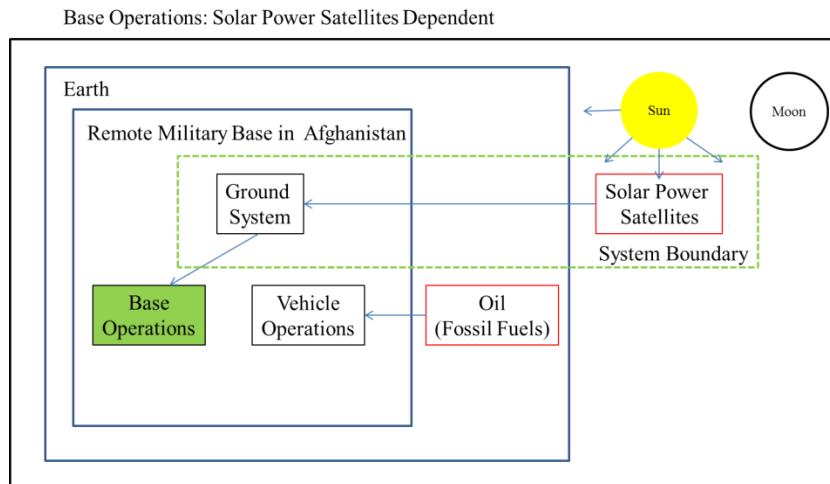 Base Operations: Solar Power Satellites Dependent
Earth
Sun
Moon
Remote Military Base in Afghanistan
Ground
System
Solar Power
Satellites
System Boundary
Base
Operations
Vehicle
Operations
Oil
(Fossil Fuels)